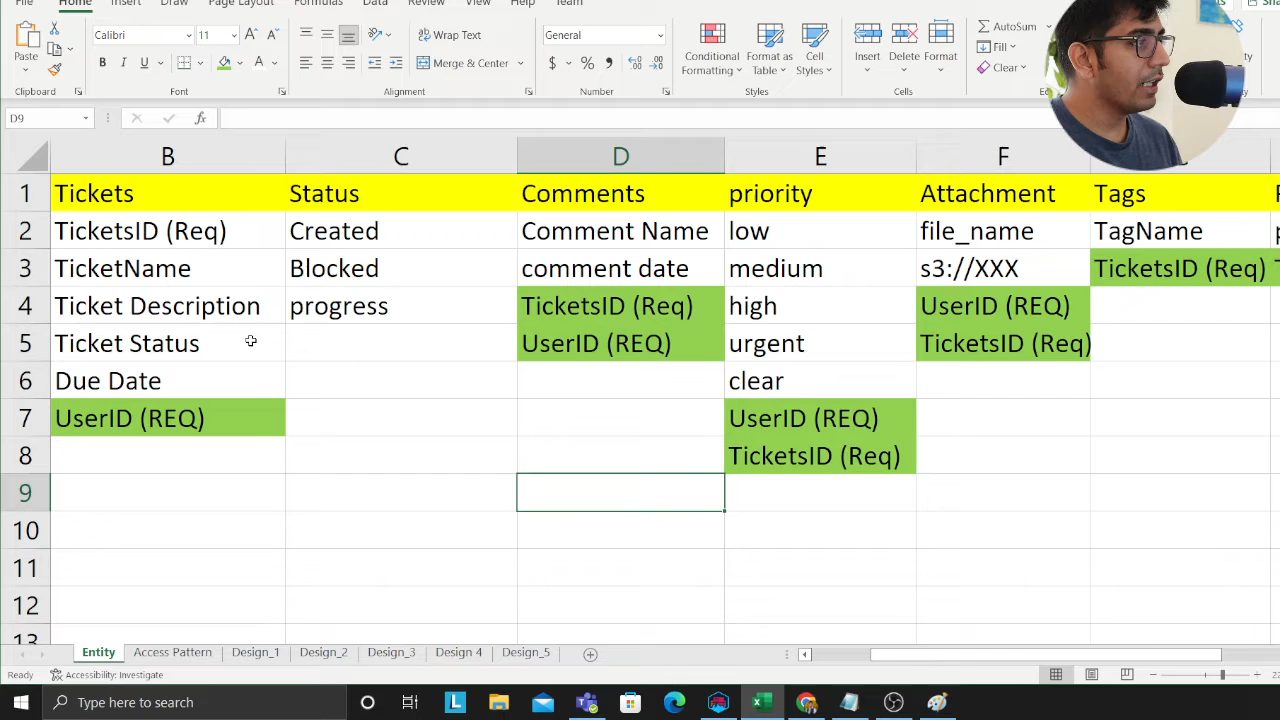 File Home Insert Draw Page Layout Formulas Data Review View Help Team
Paste Calibri 11 Wrap Text General Conditional Format as Cell Insert Delete Format AutoSum
B I U A Merge & Center $ % Formatting Table Styles Fill
Clear
Clipboard Font Alignment Number Styles Cells
D9 fx
B C D E F
1 Tickets Status Comments priority Attachment Tags
2 TicketsID (Req) Created Comment Name low file_name TagName
3 TicketName Blocked comment date medium s3://XXX TicketsID (Req)
4 Ticket Description progress TicketsID (Req) high UserID (REQ)
5 Ticket Status UserID (REQ) urgent TicketsID (Req)
6 Due Date clear
7 UserID (REQ) UserID (REQ)
8 TicketsID (Req)
9
10
11
12
13
Entity Access Pattern Design_1 Design_2 Design_3 Design 4 Design_5
Ready Accessibility: Investigate
Type here to search